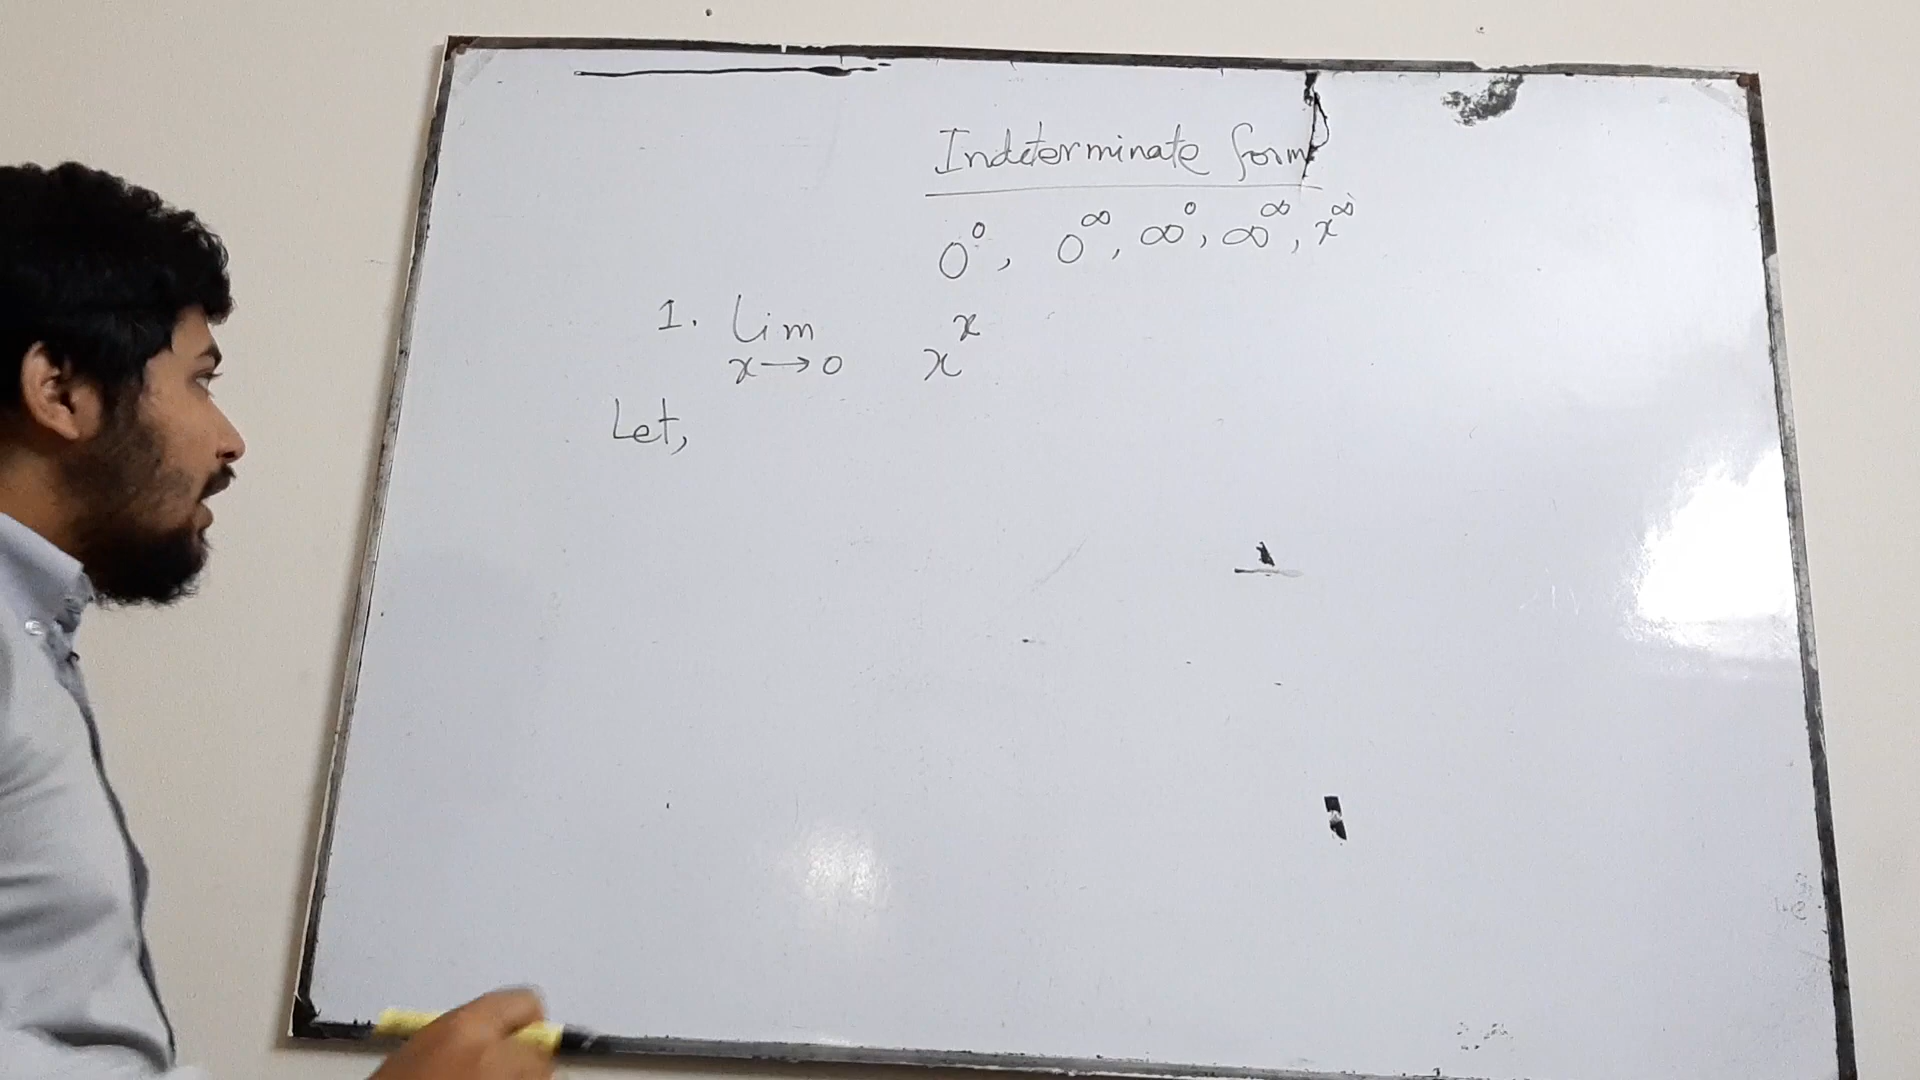 Indeterminate form
0⁰, 0^∞, ∞⁰, ∞^∞, x^∞
1. Lim x^x
x→0
Let,